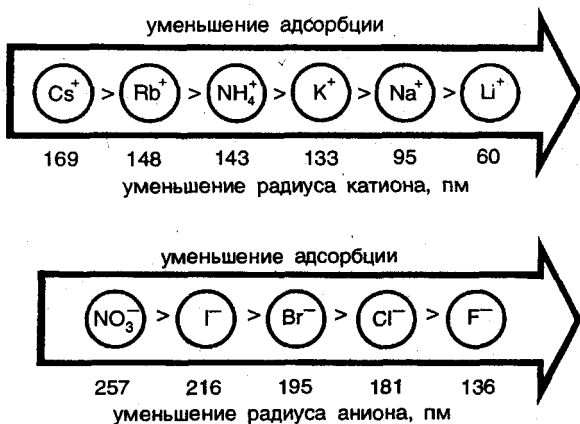 уменьшение адсорбции
Cs⁺ > Rb⁺ > NH₄⁺ > K⁺ > Na⁺ > Li⁺
169 148 143 133 95 60
уменьшение радиуса катиона, пм
уменьшение адсорбции
NO₃⁻ > I⁻ > Br⁻ > Cl⁻ > F⁻
257 216 195 181 136
уменьшение радиуса аниона, пм